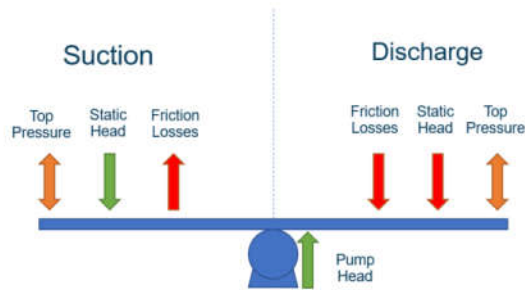 Suction
Discharge
Top
Pressure
Static
Head
Friction
Losses
Friction
Losses
Static
Head
Top
Pressure
Pump
Head